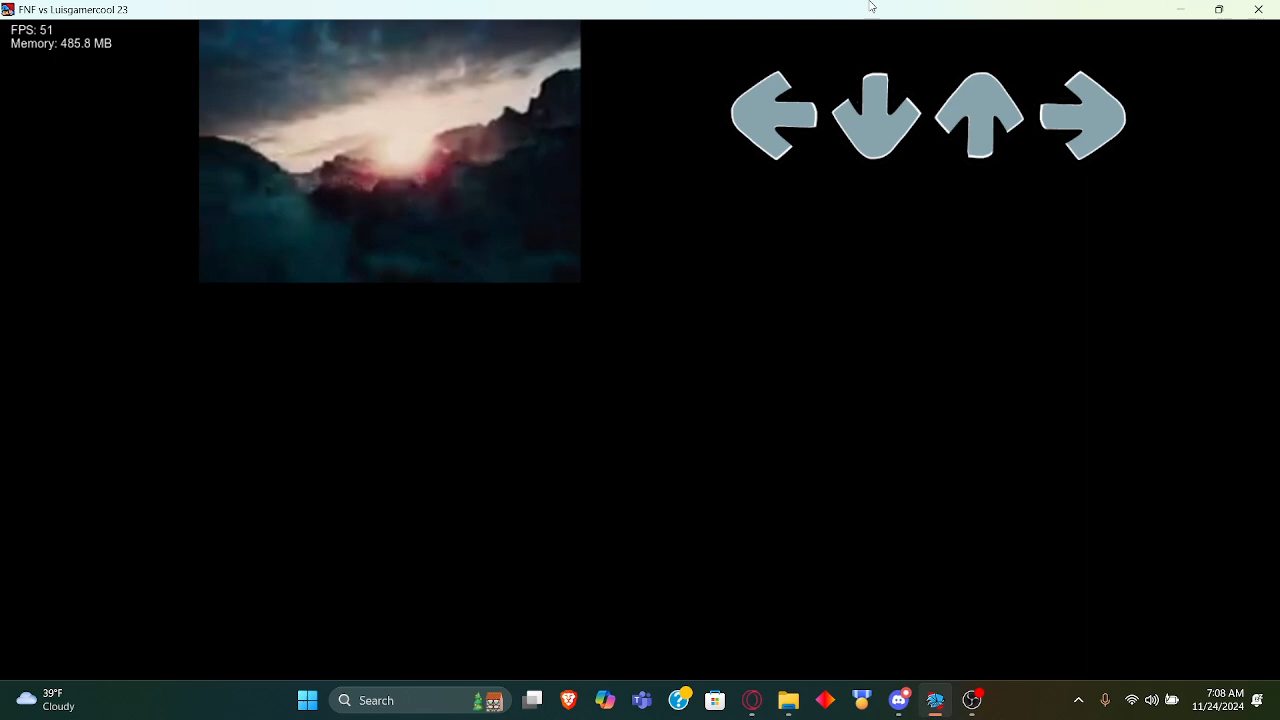 FNF vs Luisgamercool 23
FPS: 51
Memory: 485.8 MB
39°F
Cloudy
Search
7:08 AM
11/24/2024